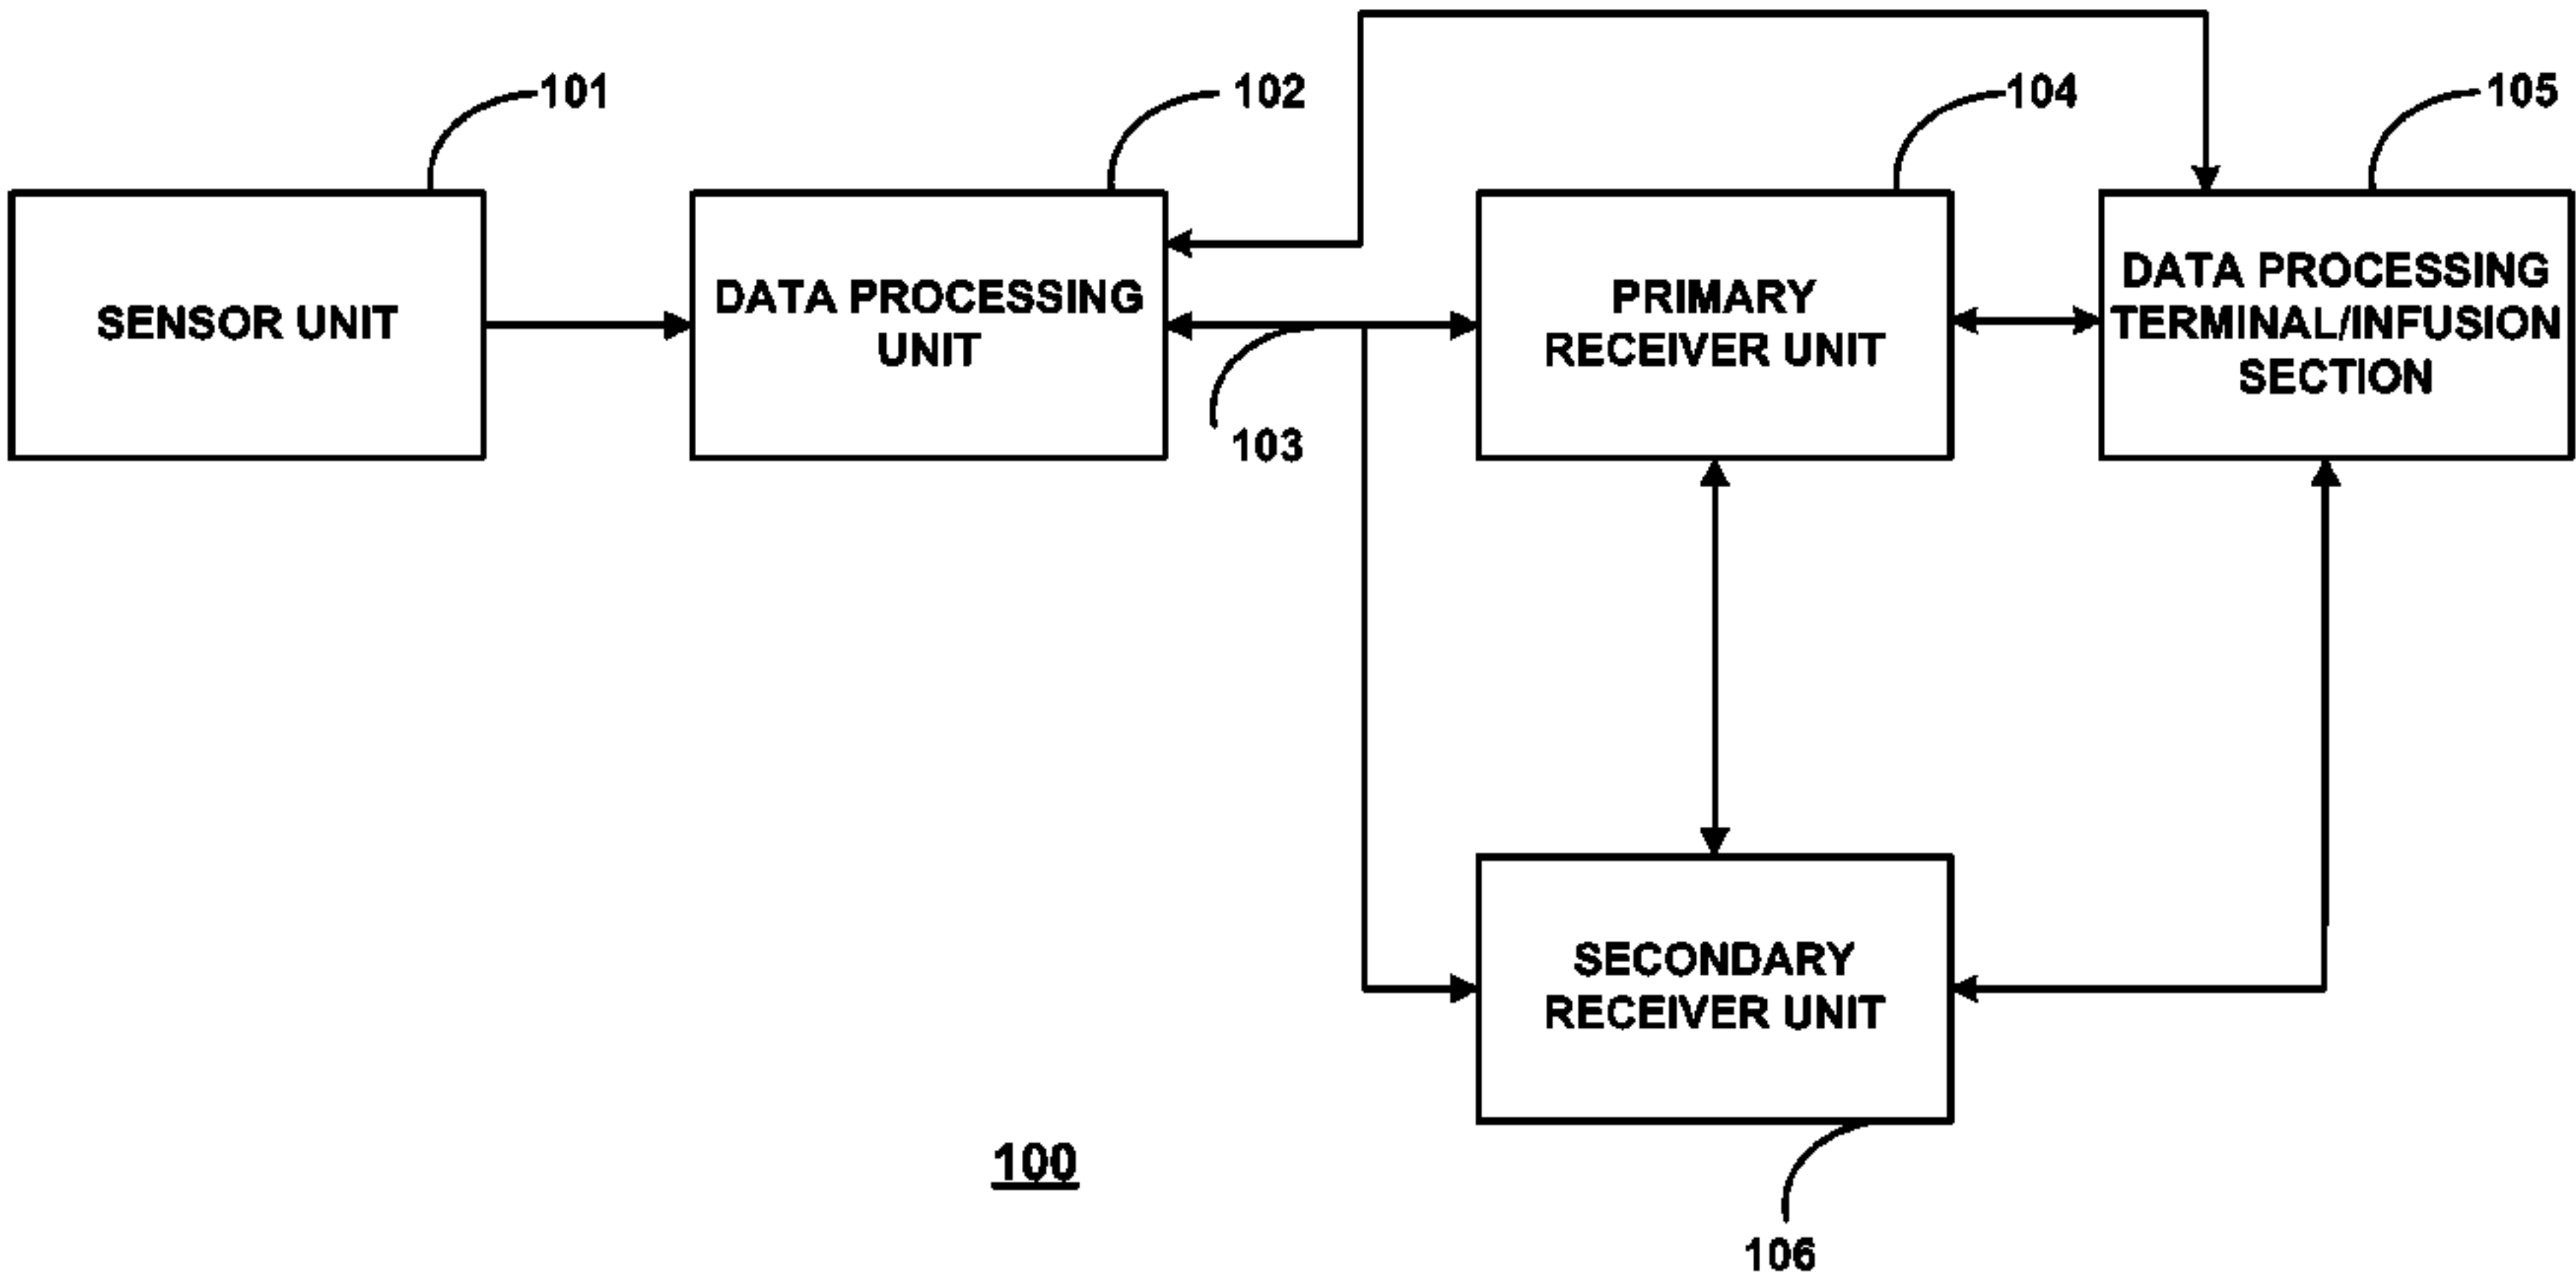 101
102
104
105
SENSOR UNIT
DATA PROCESSING
UNIT
103
PRIMARY
RECEIVER UNIT
DATA PROCESSING
TERMINAL/INFUSION
SECTION
SECONDARY
RECEIVER UNIT
100
106